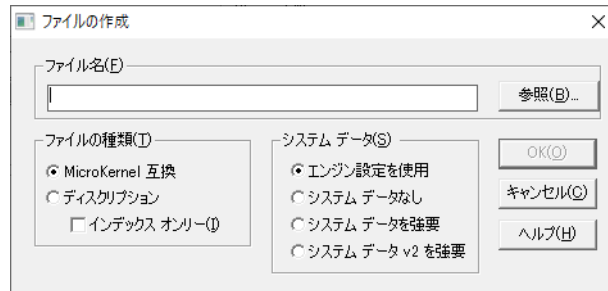 ファイルの作成
ファイル名(F)
参照(B)...
ファイルの種類(T)
MicroKernel 互換
ディスクリプション
インデックス オンリー(I)
システム データ(S)
エンジン設定を使用
システム データなし
システム データを強要
システム データ v2 を強要
OK(O)
キャンセル(C)
ヘルプ(H)